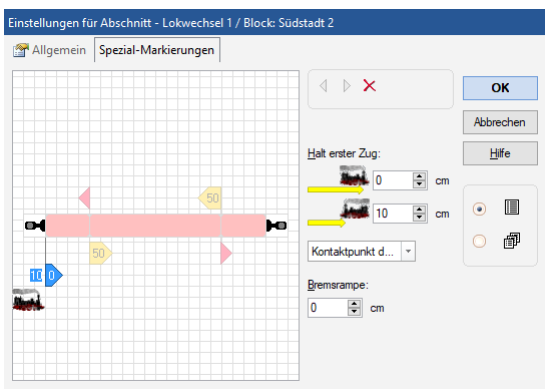 Einstellungen für Abschnitt - Lokwechsel 1 / Block: Südstadt 2
Allgemein Spezial-Markierungen
OK
Abbrechen
Hilfe
Halt erster Zug:
0 cm
10 cm
Kontaktpunkt d...
Bremsrampe:
0 cm
50
50
10 0